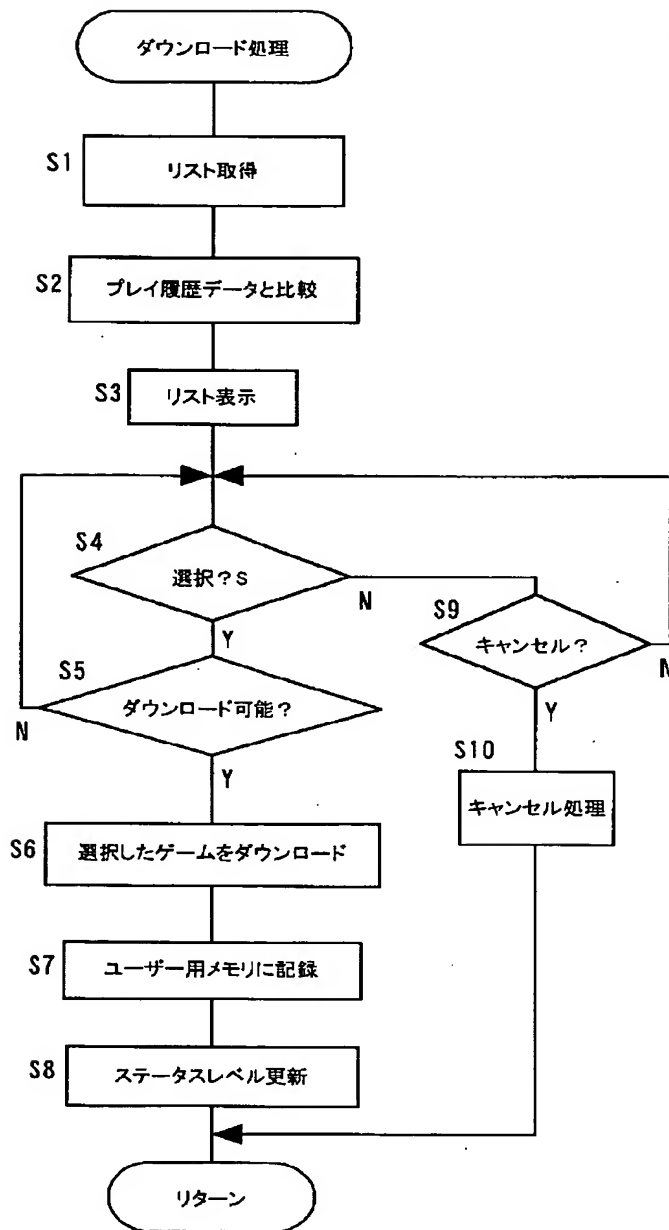 ダウンロード処理
S1
リスト取得
S2
プレイ履歴データと比較
S3
リスト表示
S4
選択？S
N
Y
S9
キャンセル？
N
Y
S5
ダウンロード可能？
N
Y
S10
キャンセル処理
S6
選択したゲームをダウンロード
S7
ユーザー用メモリに記録
S8
ステータスレベル更新
リターン